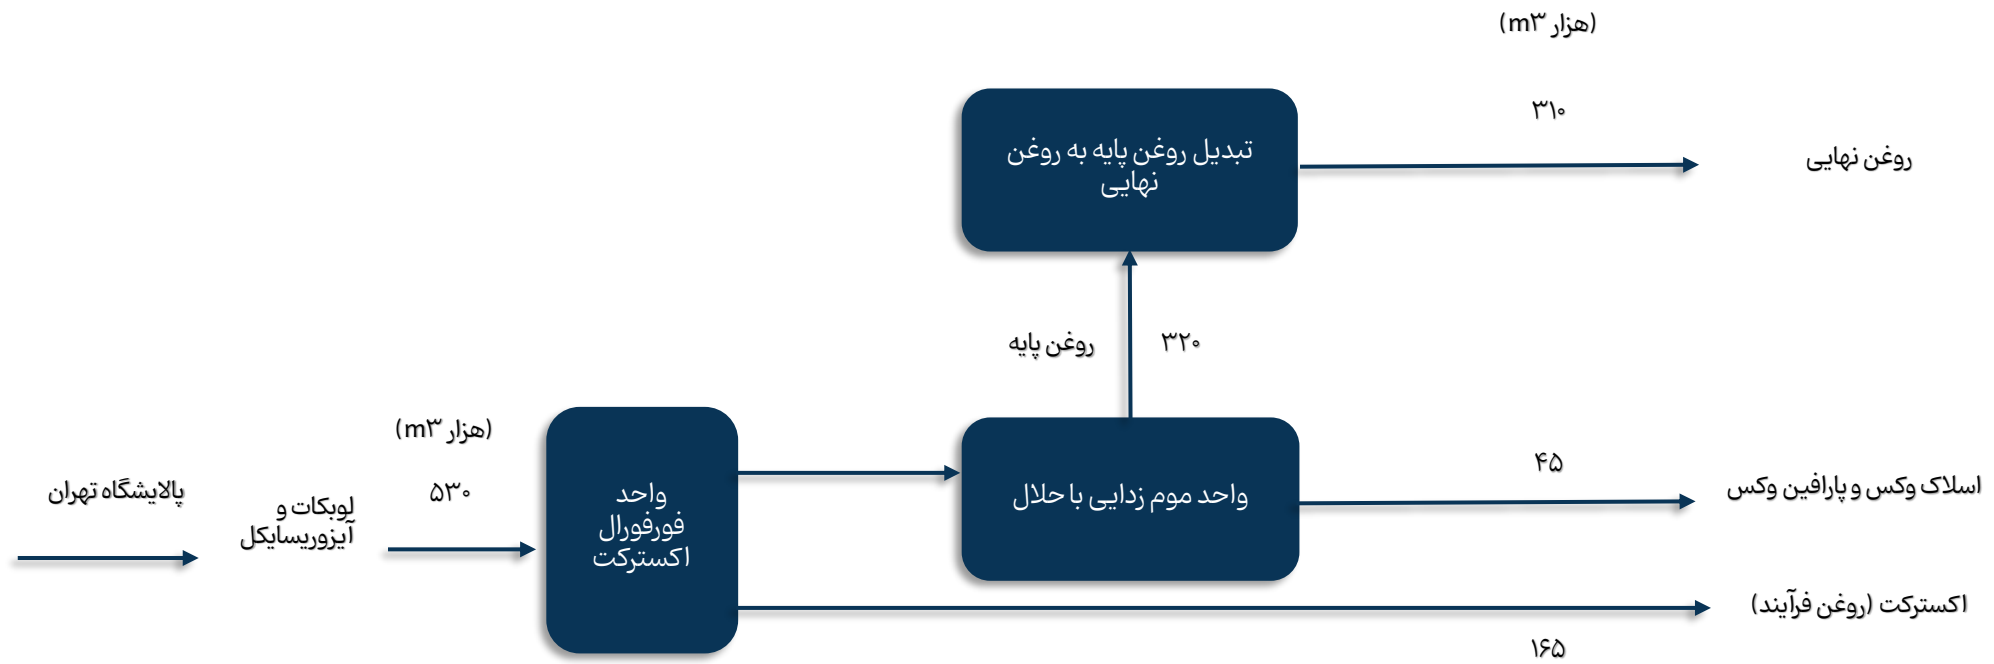 (هزار m۳)
۳۱۰
تبدیل روغن پایه به روغن
نهایی
روغن نهایی
روغن پایه
۳۲۰
(هزار m۳)
۵۳۰
پالایشگاه تهران
لوبکات و
آیزوریسایکل
واحد
فورفورال
اکسترکت
واحد موم زدایی با حلال
۴۵
اسلاک وکس و پارافین وکس
اکسترکت (روغن فرآیند)
۱۶۵